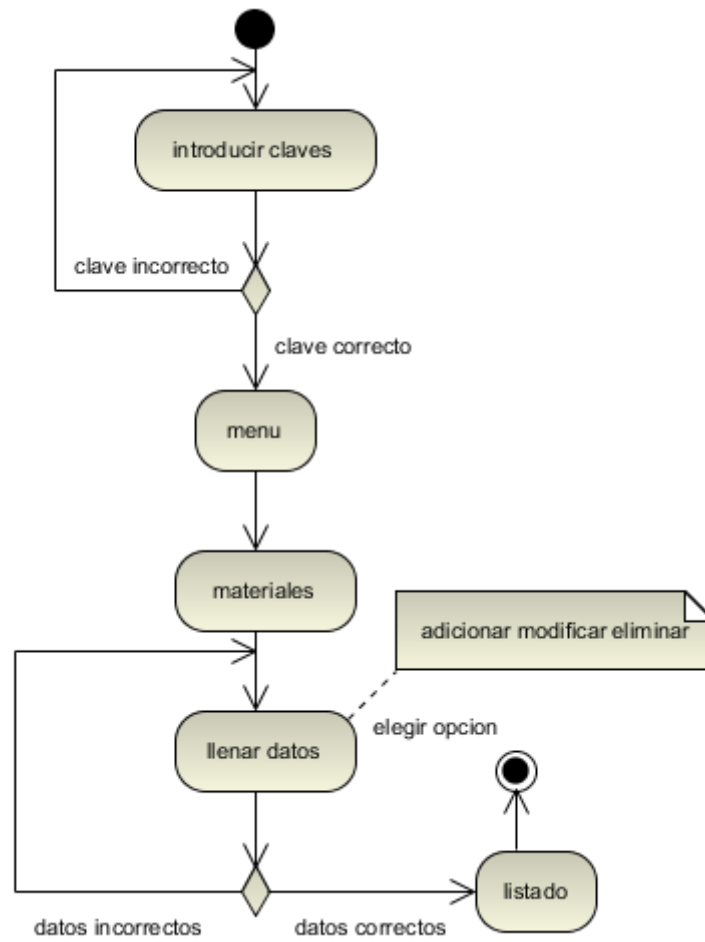 introducir claves
clave incorrecto
clave correcto
menu
materiales
adicionar modificar eliminar
elegir opcion
llenar datos
listado
datos incorrectos
datos correctos